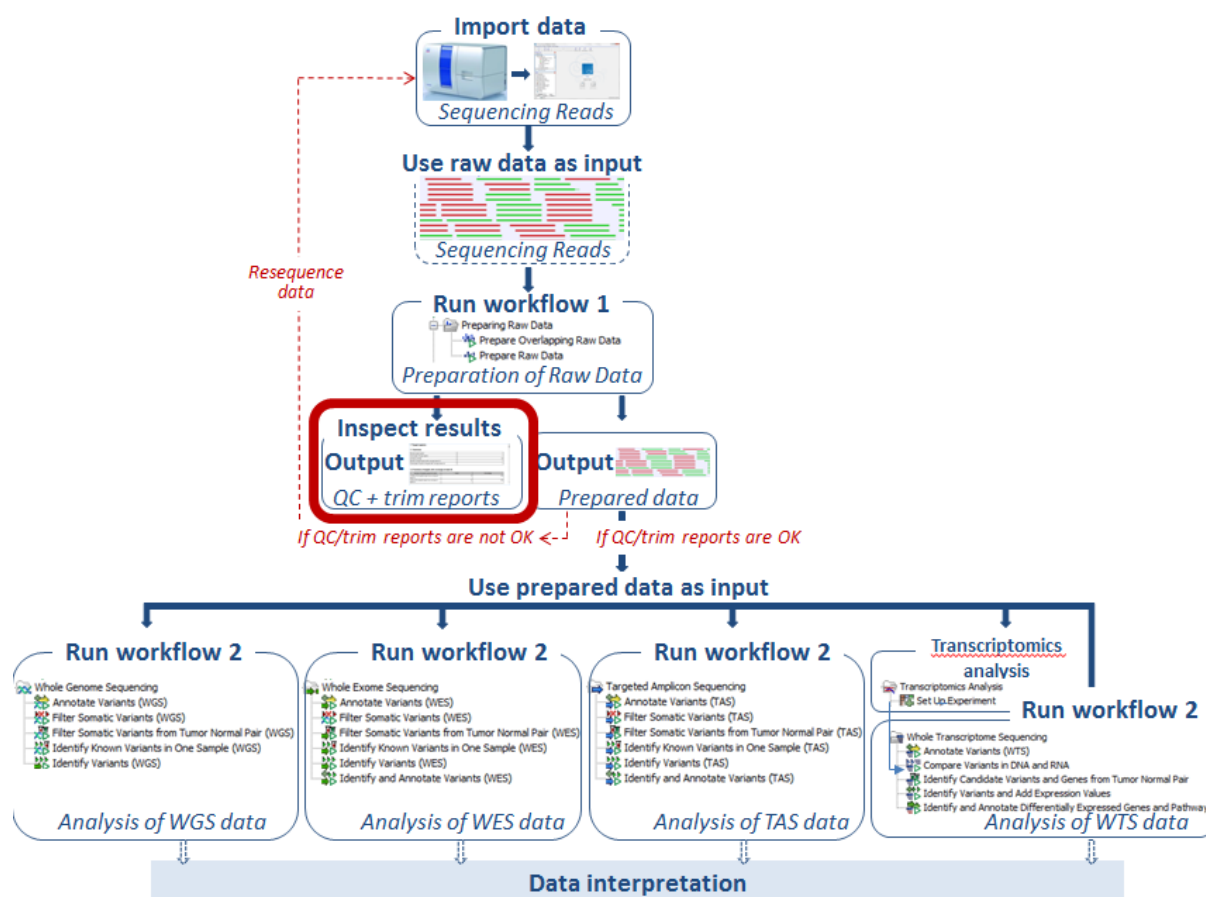 Import data
Sequencing Reads
Use raw data as input
Sequencing Reads
Resequence
data
Run workflow 1
Preparing Raw Data
Prepare Overlapping Raw Data
Prepare Raw Data
Preparation of Raw Data
Inspect results
Output
QC + trim reports
Output
Prepared data
If QC/trim reports are not OK
If QC/trim reports are OK
Use prepared data as input
Run workflow 2
Whole Genome Sequencing
Annotate Variants (WGS)
Filter Somatic Variants (WGS)
Filter Somatic Variants from Tumor Normal Pair (WGS)
Identify Known Variants in One Sample (WGS)
Identify Variants (WGS)
Analysis of WGS data
Run workflow 2
Whole Exome Sequencing
Annotate Variants (WES)
Filter Somatic Variants (WES)
Filter Somatic Variants from Tumor Normal Pair (WES)
Identify Known Variants in One Sample (WES)
Identify Variants (WES)
Identify and Annotate Variants (WES)
Analysis of WES data
Run workflow 2
Targeted Amplicon Sequencing
Annotate Variants (TAS)
Filter Somatic Variants (TAS)
Filter Somatic Variants from Tumor Normal Pair (TAS)
Identify Known Variants in One Sample (TAS)
Identify Variants (TAS)
Identify and Annotate Variants (TAS)
Analysis of TAS data
Transcriptomics
analysis
Transcriptomics Analysis
Set Up Experiment
Run workflow 2
Whole Transcriptome Sequencing
Annotate Variants (WTS)
Compare Variants in DNA and RNA
Identify Candidate Variants and Genes from Tumor Normal Pair
Identify Variants and Add Expression Values
Identify and Annotate Differentially Expressed Genes and Pathway
Analysis of WTS data
Data interpretation